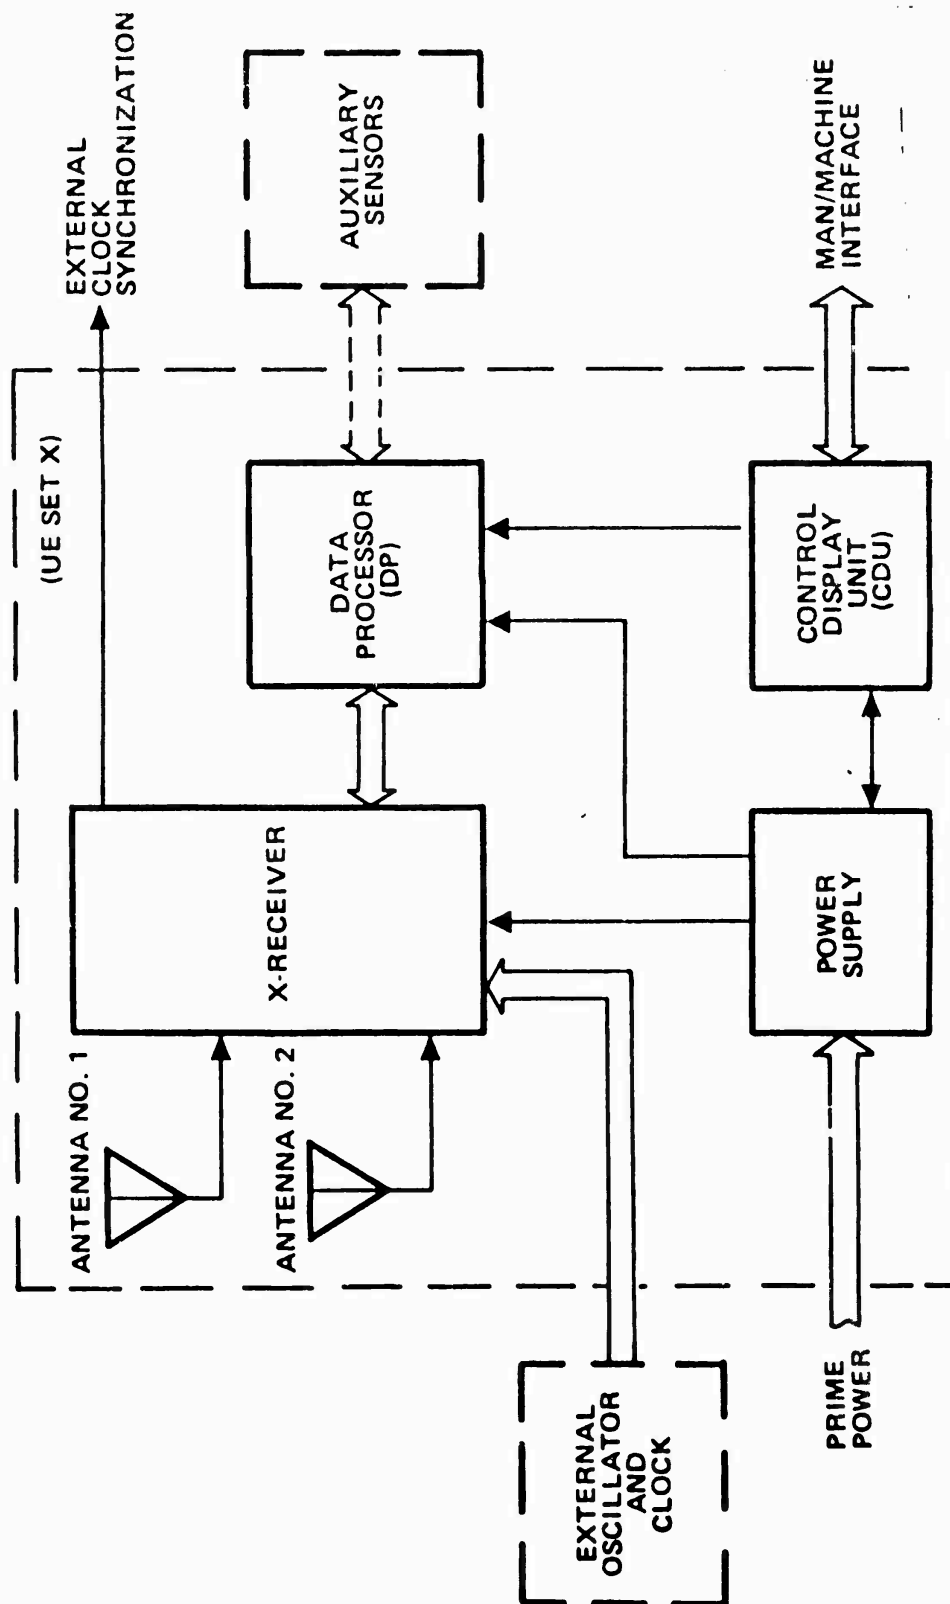 EXTERNAL
CLOCK
SYNCHRONIZATION
(UE SET X)
ANTENNA NO. 1
ANTENNA NO. 2
X-RECEIVER
DATA
PROCESSOR
(DP)
AUXILIARY
SENSORS
EXTERNAL
OSCILLATOR
AND
CLOCK
PRIME
POWER
POWER
SUPPLY
CONTROL
DISPLAY
UNIT
(CDU)
MAN/MACHINE
INTERFACE